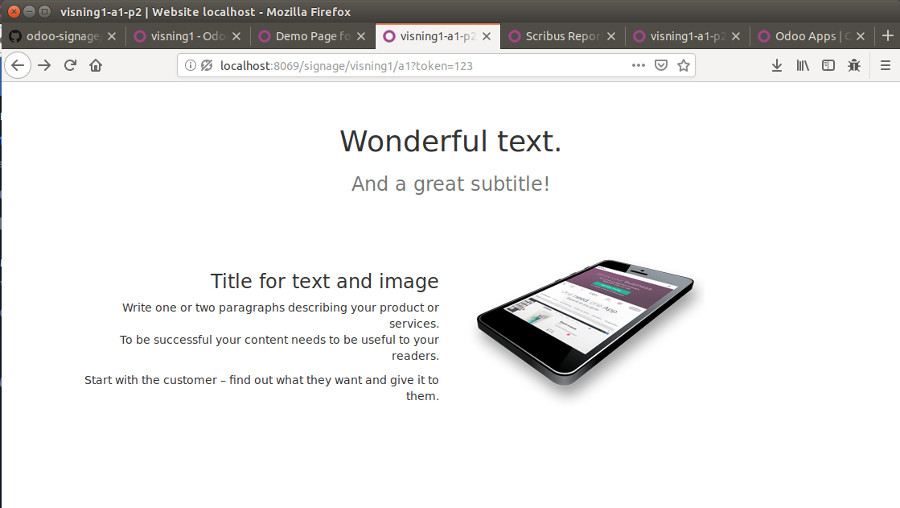 visning1-a1-p2 | Website localhost - Mozilla Firefox
odoo-signage
visning1 - Odo
Demo Page fo
visning1-a1-p2
Scribus Repor
visning1-a1-p2
Odoo Apps |
localhost:8069/signage/visning1/a1?token=123
Wonderful text.
And a great subtitle!
Title for text and image
Write one or two paragraphs describing your product or
services.
To be successful your content needs to be useful to your
readers.
Start with the customer – find out what they want and give it to
them.